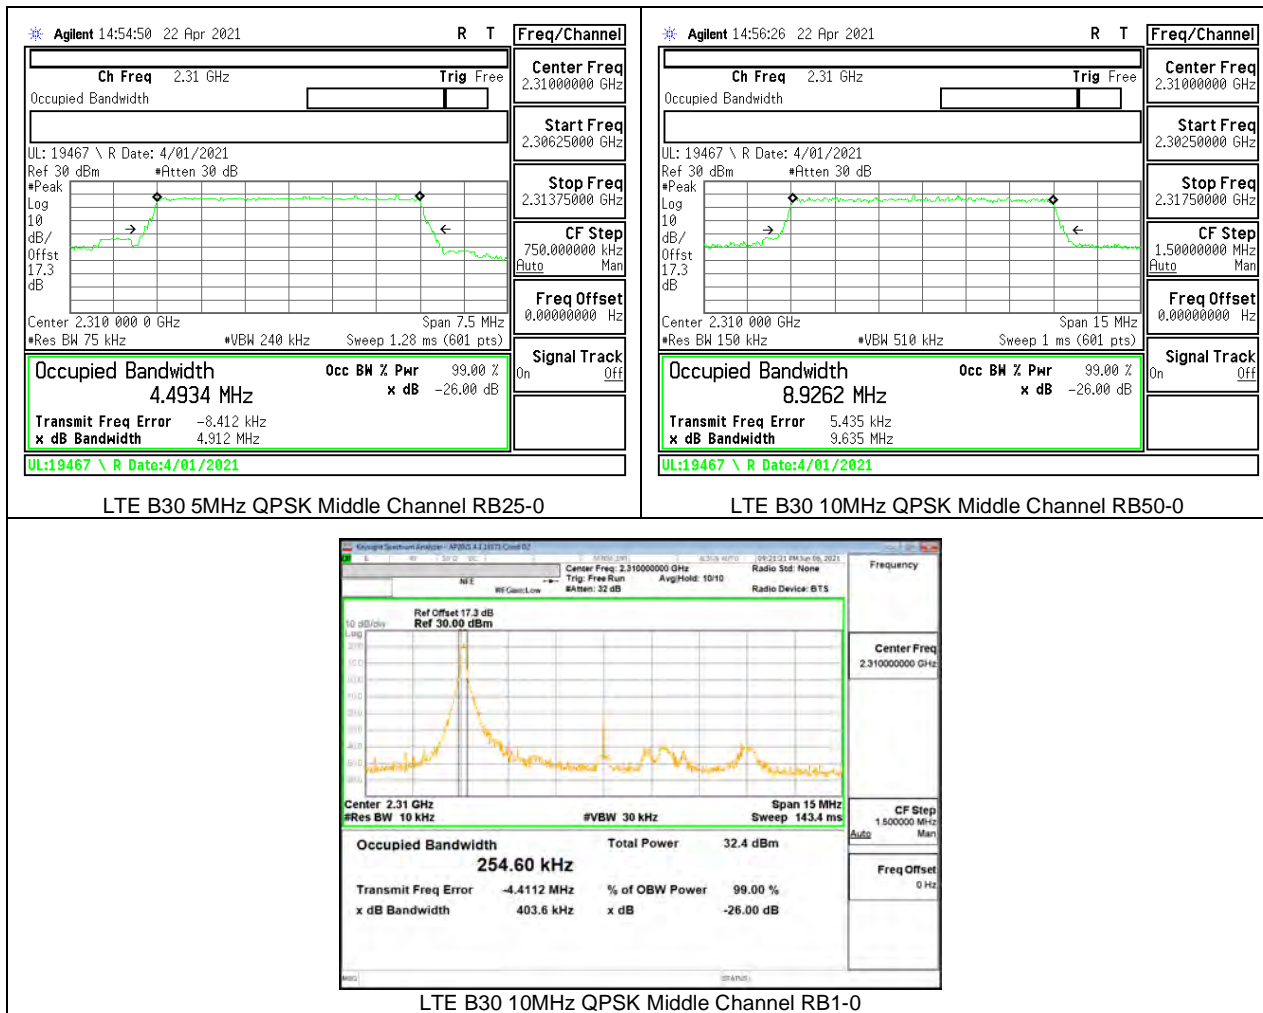 Agilent 14:54:50 22 Apr 2021 R T
Freq/Channel
Ch Freq 2.31 GHz Trig Free
Occupied Bandwidth
UL: 19467 \ R Date: 4/01/2021
Ref 30 dBm #Atten 30 dB
#Peak
Log
10
dB/
Offst
17.3
dB
Center 2.310 000 0 GHz Span 7.5 MHz
#Res BW 75 kHz #VBW 240 kHz Sweep 1.28 ms (601 pts)
Occupied Bandwidth Occ BW % Pwr 99.00 %
4.4934 MHz x dB -26.00 dB
Transmit Freq Error -8.412 kHz
x dB Bandwidth 4.912 MHz
UL:19467 \ R Date:4/01/2021
Center Freq
2.31000000 GHz
Start Freq
2.30625000 GHz
Stop Freq
2.31375000 GHz
CF Step
750.000000 kHz
Auto Man
Freq Offset
0.00000000 Hz
Signal Track
On Off
LTE B30 5MHz QPSK Middle Channel RB25-0
Agilent 14:56:26 22 Apr 2021 R T
Freq/Channel
Ch Freq 2.31 GHz Trig Free
Occupied Bandwidth
UL: 19467 \ R Date: 4/01/2021
Ref 30 dBm #Atten 30 dB
#Peak
Log
10
dB/
Offst
17.3
dB
Center 2.310 000 GHz Span 15 MHz
#Res BW 150 kHz #VBW 510 kHz Sweep 1 ms (601 pts)
Occupied Bandwidth Occ BW % Pwr 99.00 %
8.9262 MHz x dB -26.00 dB
Transmit Freq Error 5.435 kHz
x dB Bandwidth 9.635 MHz
UL:19467 \ R Date:4/01/2021
Center Freq
2.31000000 GHz
Start Freq
2.30250000 GHz
Stop Freq
2.31750000 GHz
CF Step
1.50000000 MHz
Auto Man
Freq Offset
0.00000000 Hz
Signal Track
On Off
LTE B30 10MHz QPSK Middle Channel RB50-0
Keysight Spectrum Analyzer
Center Freq: 2.310000000 GHz Radio Std: None
NFE Trig: Free Run Avg|Hold: 10/10
#IFGain:Low #Atten: 32 dB Radio Device: BTS
Ref Offset 17.3 dB
10 dB/div Ref 30.00 dBm
Log
Center 2.31 GHz Span 15 MHz
#Res BW 10 kHz #VBW 30 kHz Sweep 143.4 ms
Occupied Bandwidth Total Power 32.4 dBm
254.60 kHz
Transmit Freq Error -4.4112 MHz % of OBW Power 99.00 %
x dB Bandwidth 403.6 kHz x dB -26.00 dB
MSG STATUS
Frequency
Center Freq
2.310000000 GHz
CF Step
1.500000 MHz
Auto Man
Freq Offset
0 Hz
LTE B30 10MHz QPSK Middle Channel RB1-0